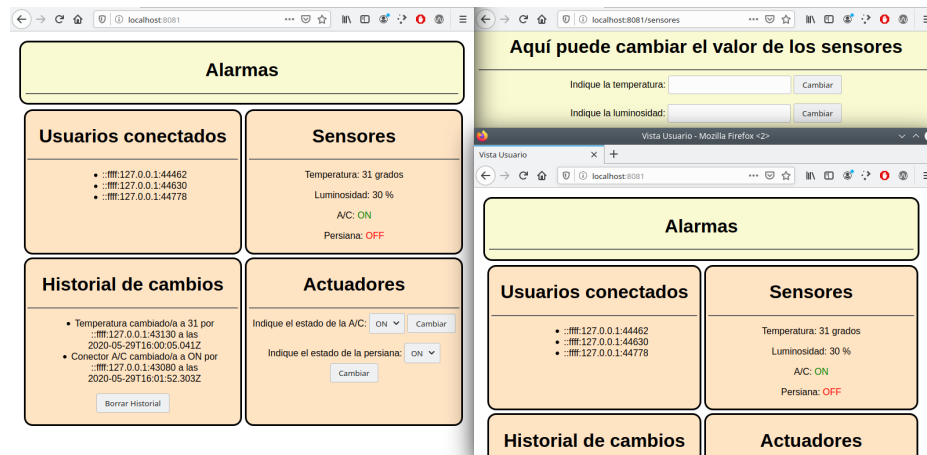 localhost:8081
Alarmas
Usuarios conectados
::ffff:127.0.0.1:44462
::ffff:127.0.0.1:44630
::ffff:127.0.0.1:44778
Sensores
Temperatura: 31 grados
Luminosidad: 30 %
A/C: ON
Persiana: OFF
Historial de cambios
Temperatura cambiado/a a 31 por
::ffff:127.0.0.1:43130 a las
2020-05-29T16:00:05.041Z
Conector A/C cambiado/a a ON por
::ffff:127.0.0.1:43080 a las
2020-05-29T16:01:52.303Z
Borrar Historial
Actuadores
Indique el estado de la A/C: ON Cambiar
Indique el estado de la persiana: ON
Cambiar
localhost:8081/sensores
Aquí puede cambiar el valor de los sensores
Indique la temperatura: Cambiar
Indique la luminosidad: Cambiar
Vista Usuario - Mozilla Firefox <2>
Vista Usuario
localhost:8081
Alarmas
Usuarios conectados
::ffff:127.0.0.1:44462
::ffff:127.0.0.1:44630
::ffff:127.0.0.1:44778
Sensores
Temperatura: 31 grados
Luminosidad: 30 %
A/C: ON
Persiana: OFF
Historial de cambios
Actuadores